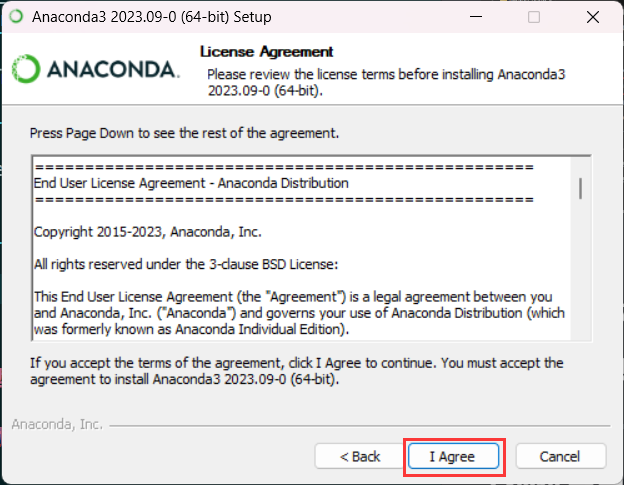 Anaconda3 2023.09-0 (64-bit) Setup
ANACONDA.
License Agreement
Please review the license terms before installing Anaconda3
2023.09-0 (64-bit).
Press Page Down to see the rest of the agreement.
==================================================
End User License Agreement - Anaconda Distribution
==================================================
Copyright 2015-2023, Anaconda, Inc.
All rights reserved under the 3-clause BSD License:
This End User License Agreement (the "Agreement") is a legal agreement between you
and Anaconda, Inc. ("Anaconda") and governs your use of Anaconda Distribution (which
was formerly known as Anaconda Individual Edition).
If you accept the terms of the agreement, click I Agree to continue. You must accept the
agreement to install Anaconda3 2023.09-0 (64-bit).
Anaconda, Inc.
< Back
I Agree
Cancel